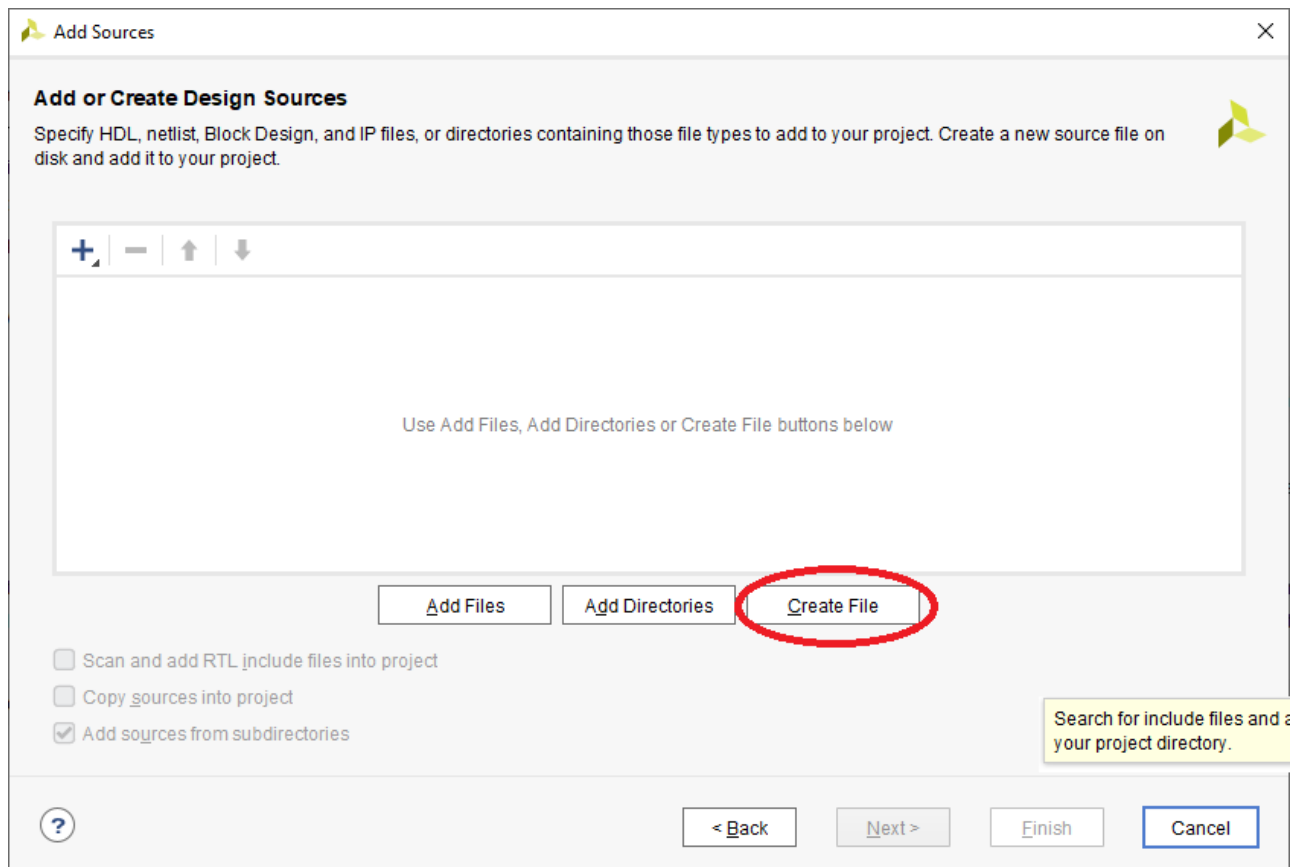 Add Sources
Add or Create Design Sources
Specify HDL, netlist, Block Design, and IP files, or directories containing those file types to add to your project. Create a new source file on
disk and add it to your project.
Use Add Files, Add Directories or Create File buttons below
Add Files
Add Directories
Create File
Scan and add RTL include files into project
Copy sources into project
Add sources from subdirectories
Search for include files and a
your project directory.
?
< Back
Next >
Finish
Cancel